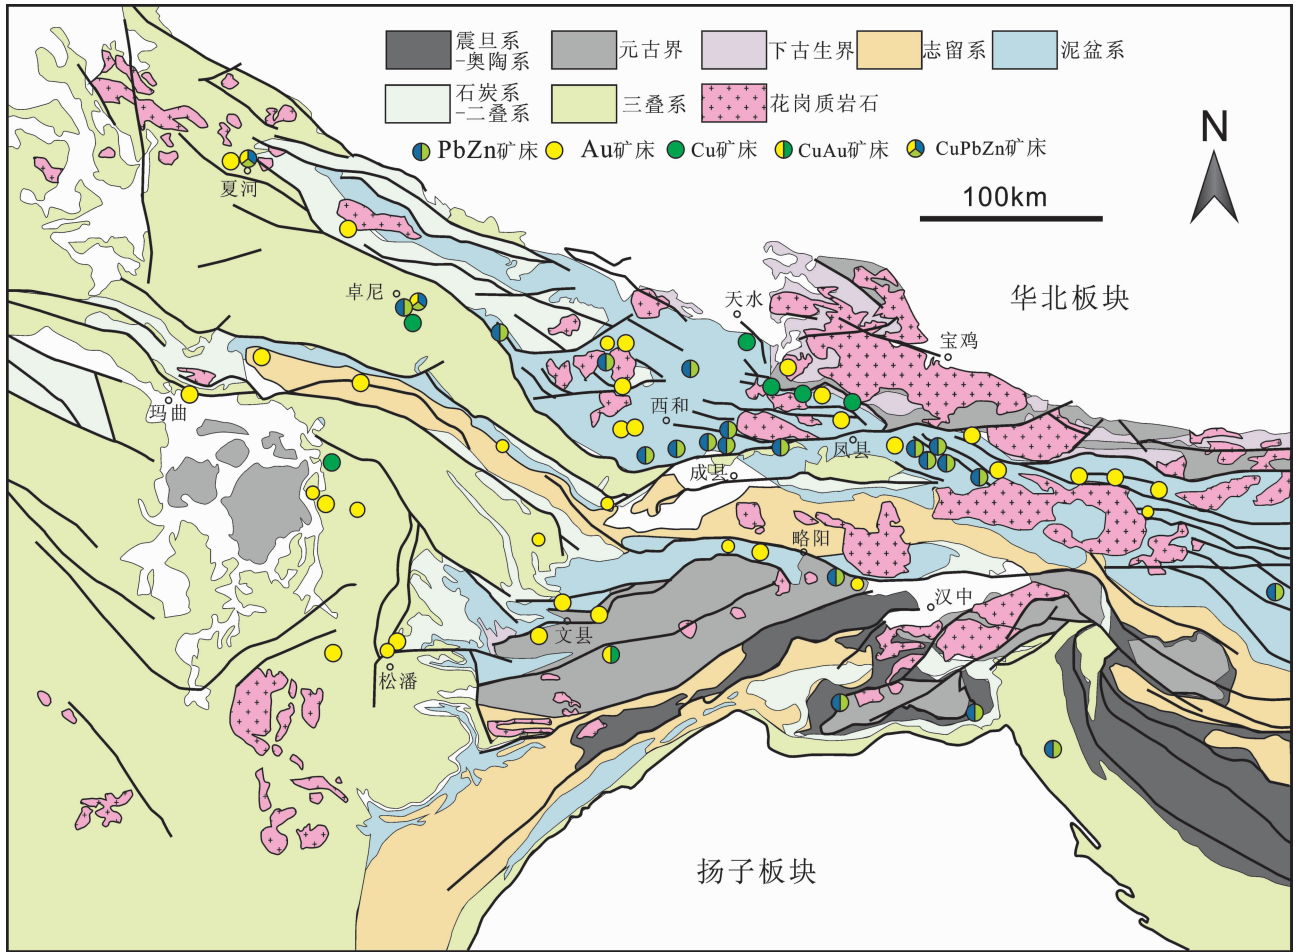 震旦系
-奥陶系
元古界
下古生界
志留系
泥盆系
石炭系
-二叠系
三叠系
花岗质岩石
PbZn矿床
Au矿床
Cu矿床
CuAu矿床
CuPbZn矿床
N
100km
夏河
卓尼
天水
华北板块
宝鸡
玛曲
西和
凤县
成县
略阳
汉中
文县
松潘
扬子板块